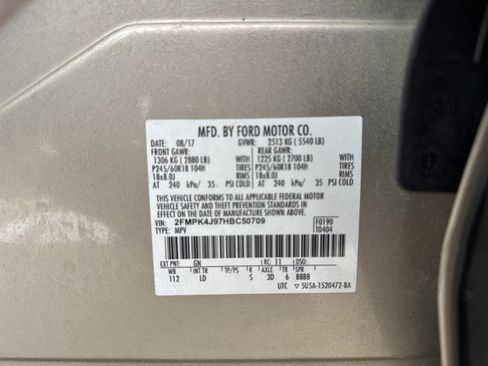 MFD. BY FORD MOTOR CO.
DATE: 08/17 GVWR: 2513 KG ( 5540 LB)
FRONT GAWR: REAR GAWR:
1306 KG ( 2880 LB) WITH 1225 KG ( 2700 LB) WITH
P245/60R18 104H TIRES P245/60R18 104H TIRES
18x8.0J RIMS 18x8.0J RIMS
AT 240 kPa/ 35 PSI COLD AT 240 kPa/ 35 PSI COLD
THIS VEHICLE CONFORMS TO ALL APPLICABLE FEDERAL MOTOR
VEHICLE SAFETY AND THEFT PREVENTION STANDARDS IN EFFECT
ON THE DATE OF MANUFACTURE SHOWN ABOVE.
VIN: 2FMPK4J97HBC50709 F0190
TYPE: MPV T0404
EXT PNT: GN RC: 11 DSO:
WB INT TR TP/PS R AXLE TR SPR
112 LD S 3D 6 BBBB
UTC 5U5A-1520472-BA